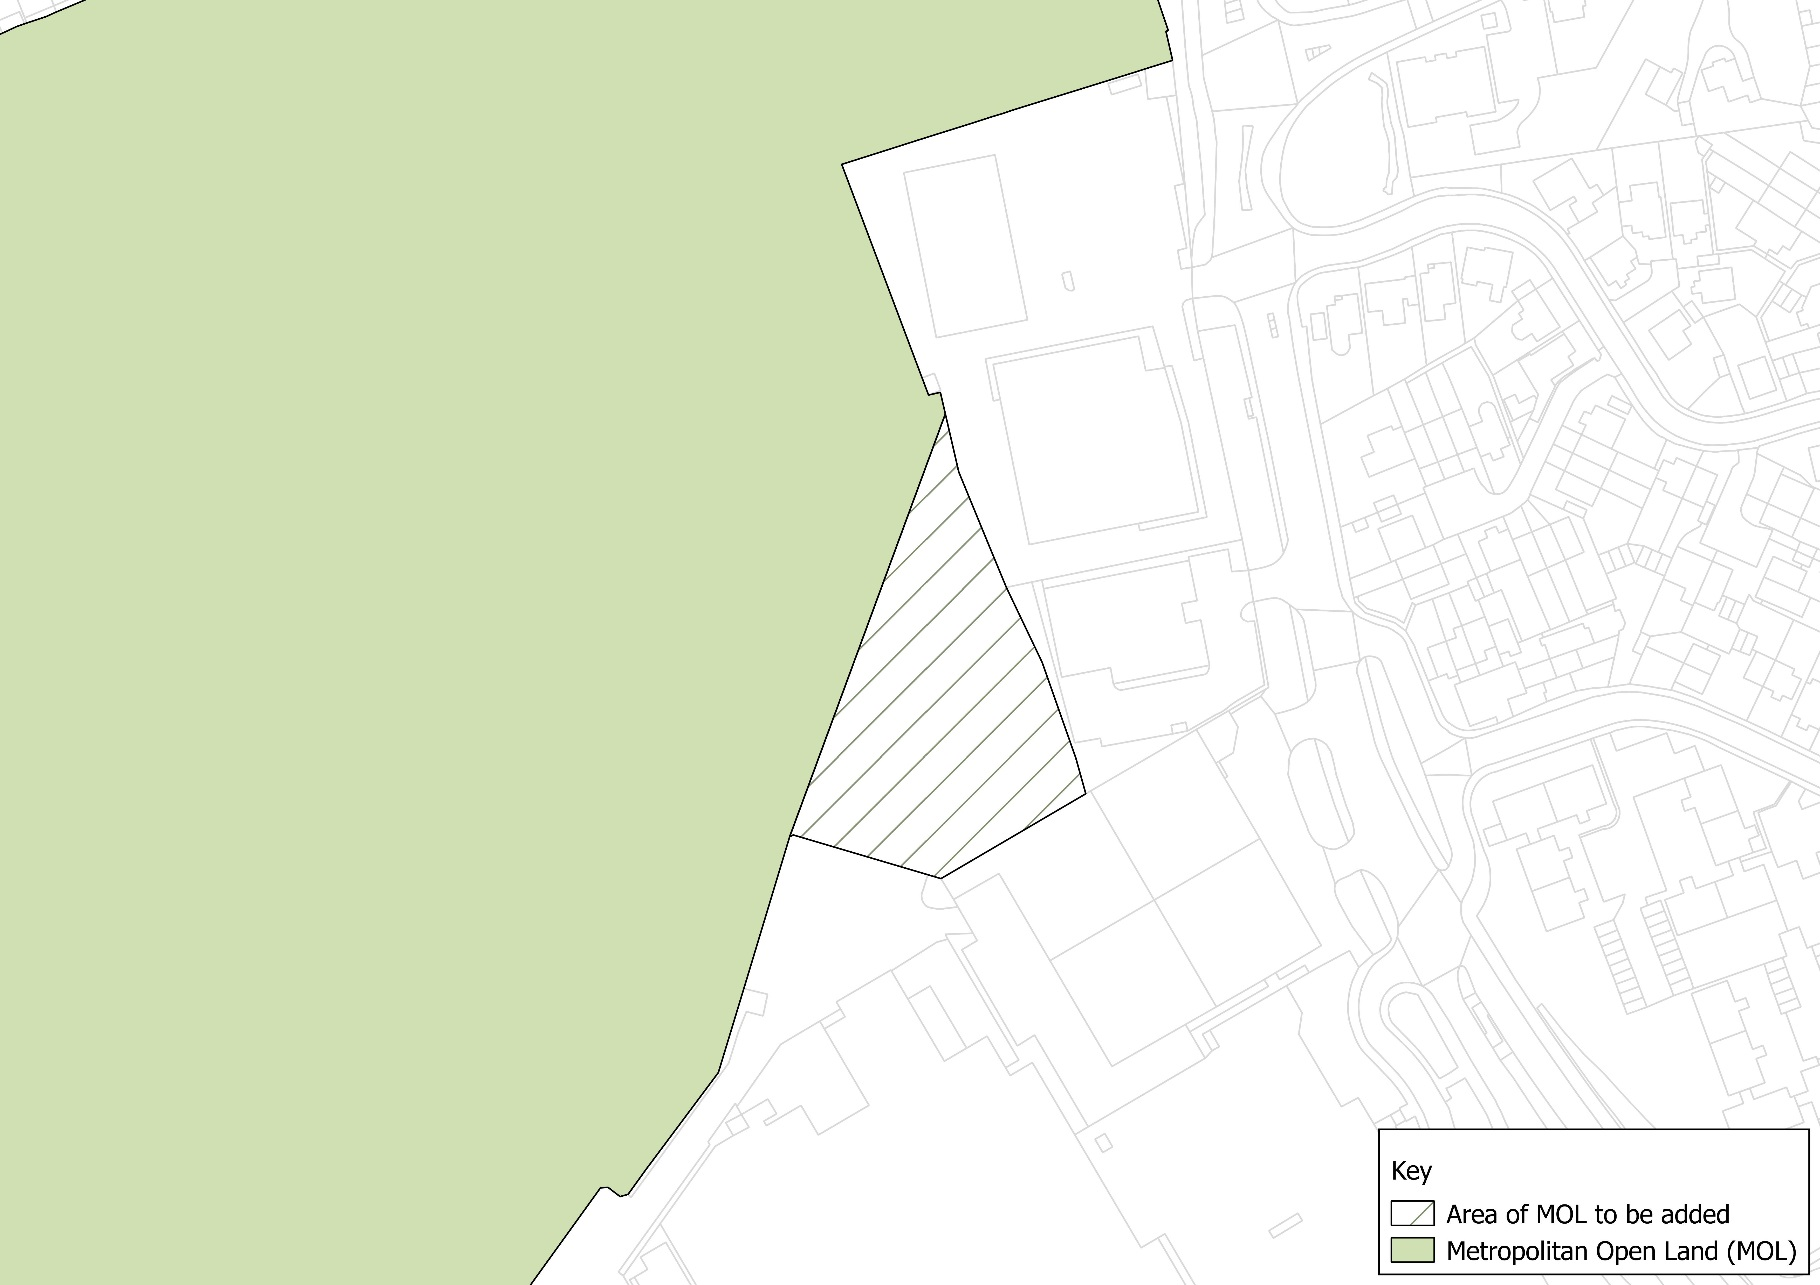 Key
Area of MOL to be added
Metropolitan Open Land (MOL)